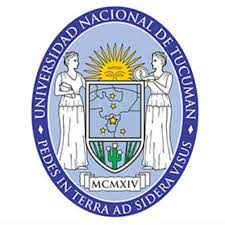 UNIVERSIDAD NACIONAL DE TUCUMAN
PEDES IN TERRA AD SIDERA VISUS
MCMXIV